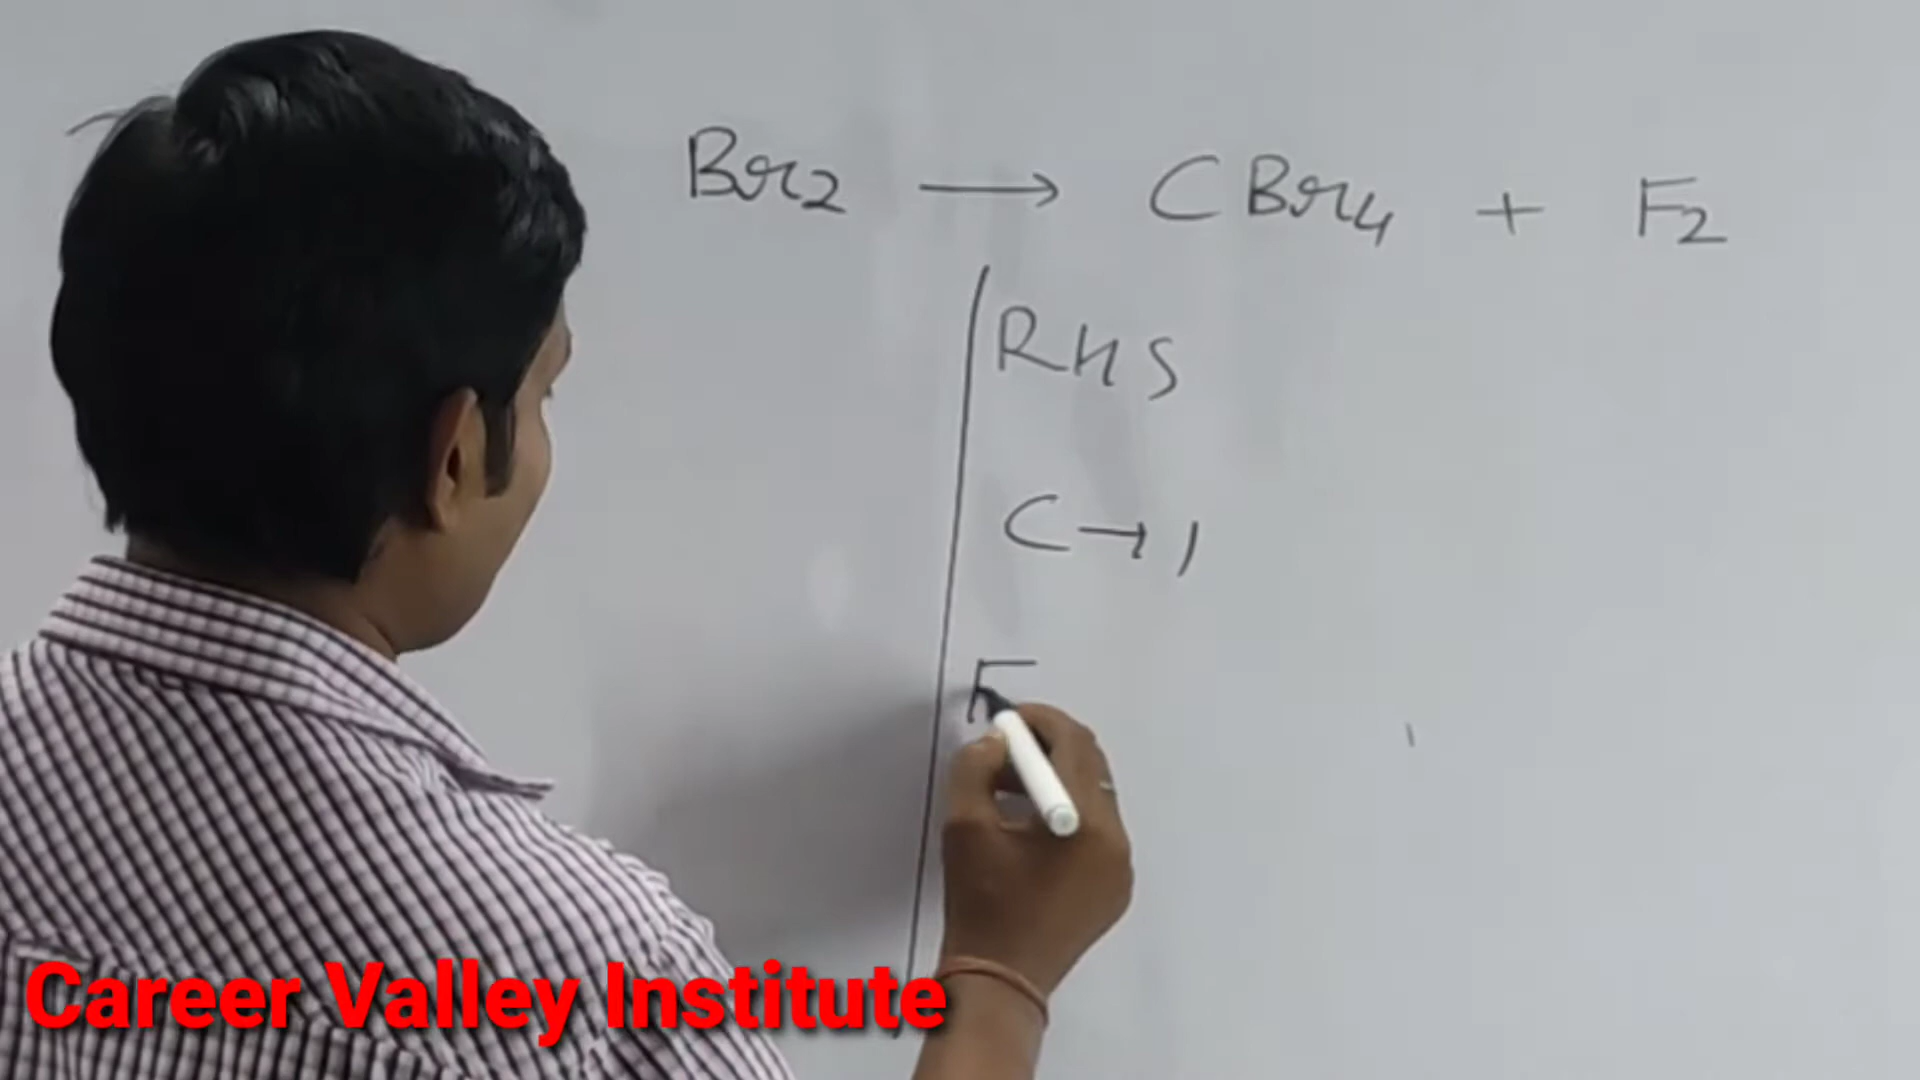 Br2 → CBr4 + F2
RHS
C → 1
F
Career Valley Institute